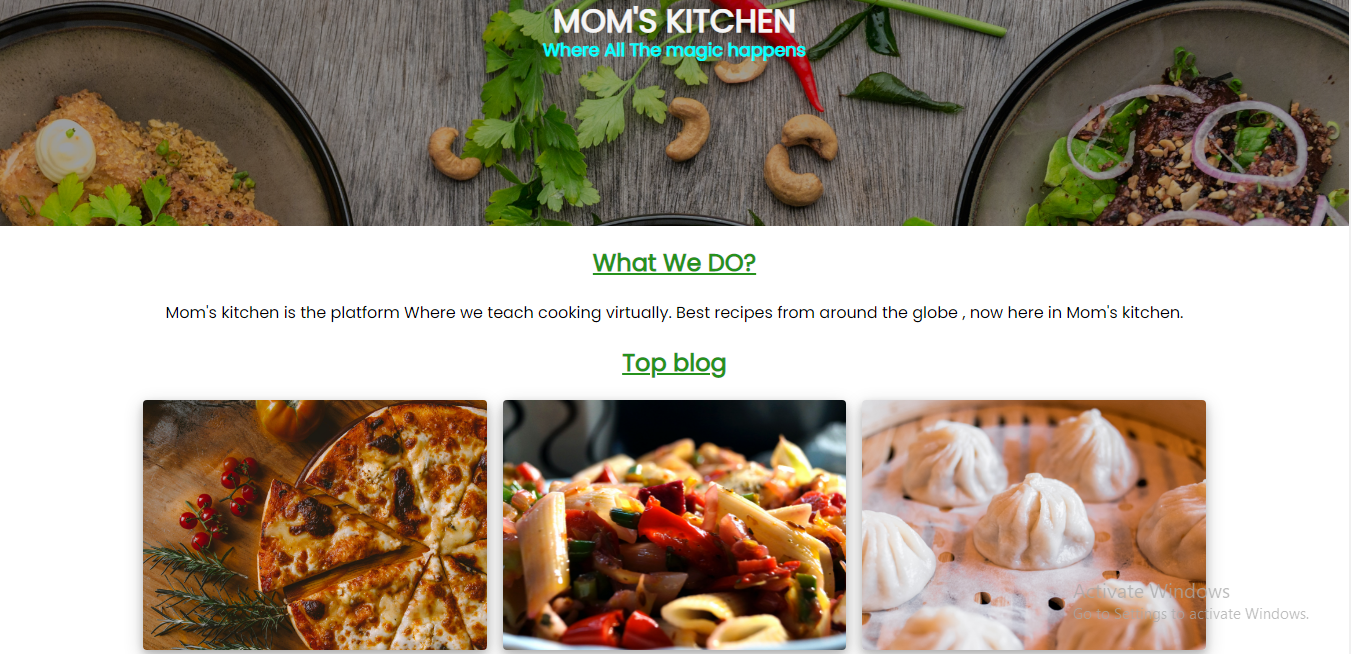 MOM'S KITCHEN
Where All The magic happens
What We DO?
Mom's kitchen is the platform Where we teach cooking virtually. Best recipes from around the globe , now here in Mom's kitchen.
Top blog
Activate Windows
Go to Settings to activate Windows.